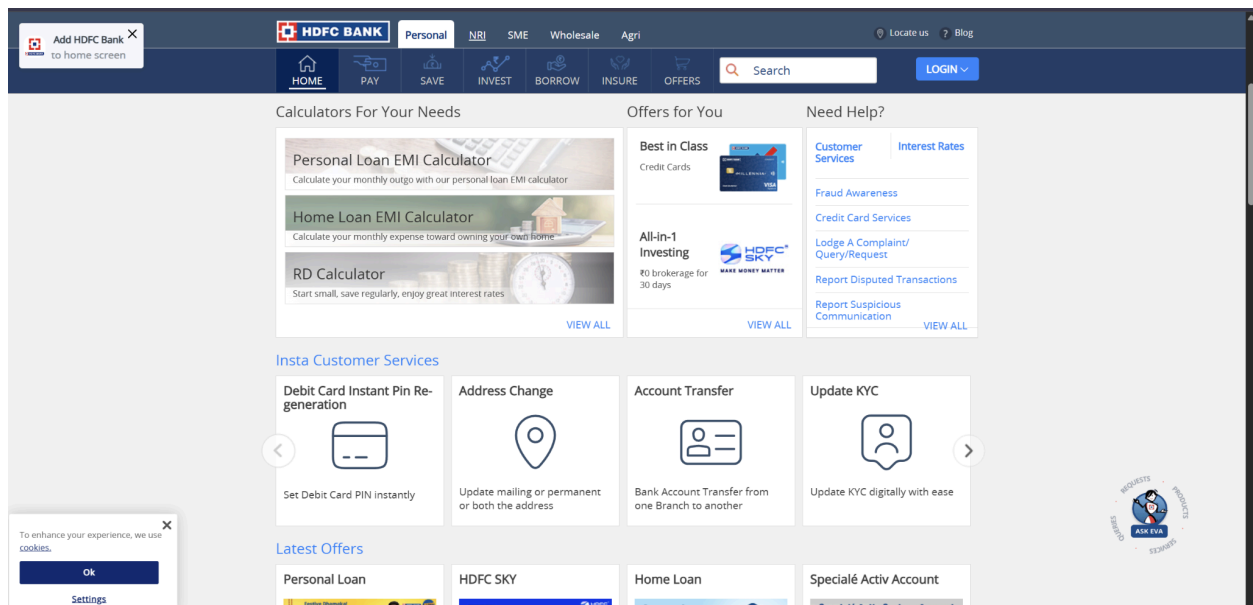 Add HDFC Bank
to home screen
HDFC BANK
Personal
NRI
SME
Wholesale
Agri
Locate us
? Blog
HOME
PAY
SAVE
INVEST
BORROW
INSURE
OFFERS
Search
LOGIN
Calculators For Your Needs
Personal Loan EMI Calculator
Calculate your monthly outgo with our personal loan EMI calculator
Home Loan EMI Calculator
Calculate your monthly expense toward owning your own home
RD Calculator
Start small, save regularly, enjoy great interest rates
VIEW ALL
Offers for You
Best in Class
Credit Cards
MILLENNIA
VISA
All-in-1
Investing
₹0 brokerage for
30 days
HDFC
SKY
MAKE MONEY MATTER
VIEW ALL
Need Help?
Customer
Services
Interest Rates
Fraud Awareness
Credit Card Services
Lodge A Complaint/
Query/Request
Report Disputed Transactions
Report Suspicious
Communication
VIEW ALL
Insta Customer Services
Debit Card Instant Pin Re-
generation
Set Debit Card PIN instantly
Address Change
Update mailing or permanent
or both the address
Account Transfer
Bank Account Transfer from
one Branch to another
Update KYC
Update KYC digitally with ease
REQUESTS
PRODUCTS
SERVICES
QUERIES
ASK EVA
To enhance your experience, we use
cookies.
Ok
Settings
Latest Offers
Personal Loan
HDFC SKY
Home Loan
Specialé Activ Account